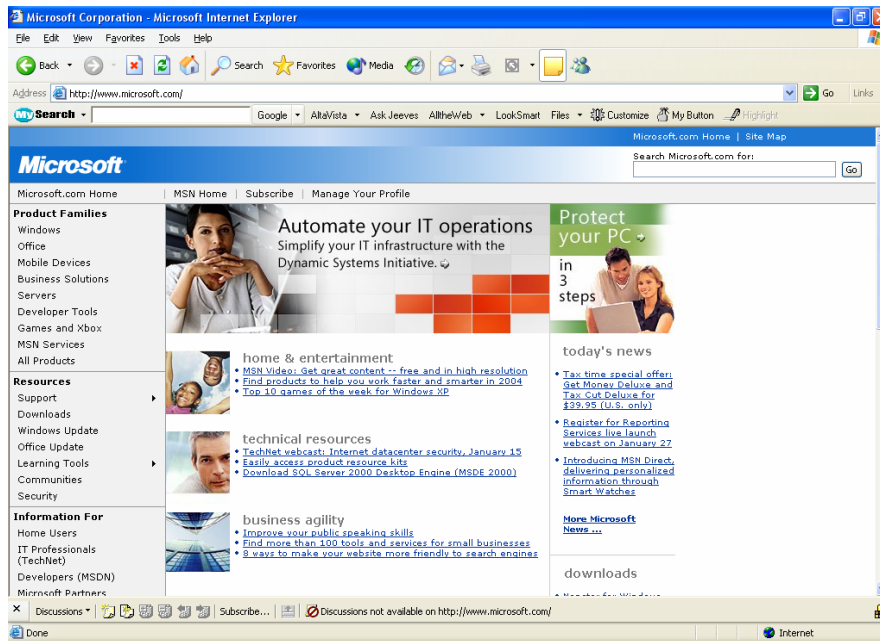 Microsoft Corporation - Microsoft Internet Explorer
File Edit View Favorites Tools Help
Back Search Favorites Media
Address http://www.microsoft.com/ Go Links
My Search Google AltaVista Ask Jeeves AlltheWeb LookSmart Files Customize My Button Highlight
Microsoft.com Home | Site Map
Microsoft
Search Microsoft.com for:
Go
Microsoft.com Home | MSN Home | Subscribe | Manage Your Profile
Product Families
Windows
Office
Mobile Devices
Business Solutions
Servers
Developer Tools
Games and Xbox
MSN Services
All Products
Resources
Support
Downloads
Windows Update
Office Update
Learning Tools
Communities
Security
Information For
Home Users
IT Professionals
(TechNet)
Developers (MSDN)
Microsoft Partners
Automate your IT operations
Simplify your IT infrastructure with the
Dynamic Systems Initiative.
Protect
your PC
in
3
steps
home & entertainment
MSN Video: Get great content -- free and in high resolution
Find products to help you work faster and smarter in 2004
Top 10 games of the week for Windows XP
technical resources
TechNet webcast: Internet datacenter security, January 15
Easily access product resource kits
Download SQL Server 2000 Desktop Engine (MSDE 2000)
business agility
Improve your public speaking skills
Find more than 100 tools and services for small businesses
8 ways to make your website more friendly to search engines
today's news
Tax time special offer:
Get Money Deluxe and
Tax Cut Deluxe for
$39.95 (U.S. only)
Register for Reporting
Services live launch
webcast on January 27
Introducing MSN Direct,
delivering personalized
information through
Smart Watches
More Microsoft
News ...
downloads
Discussions Subscribe... Discussions not available on http://www.microsoft.com/
Done Internet